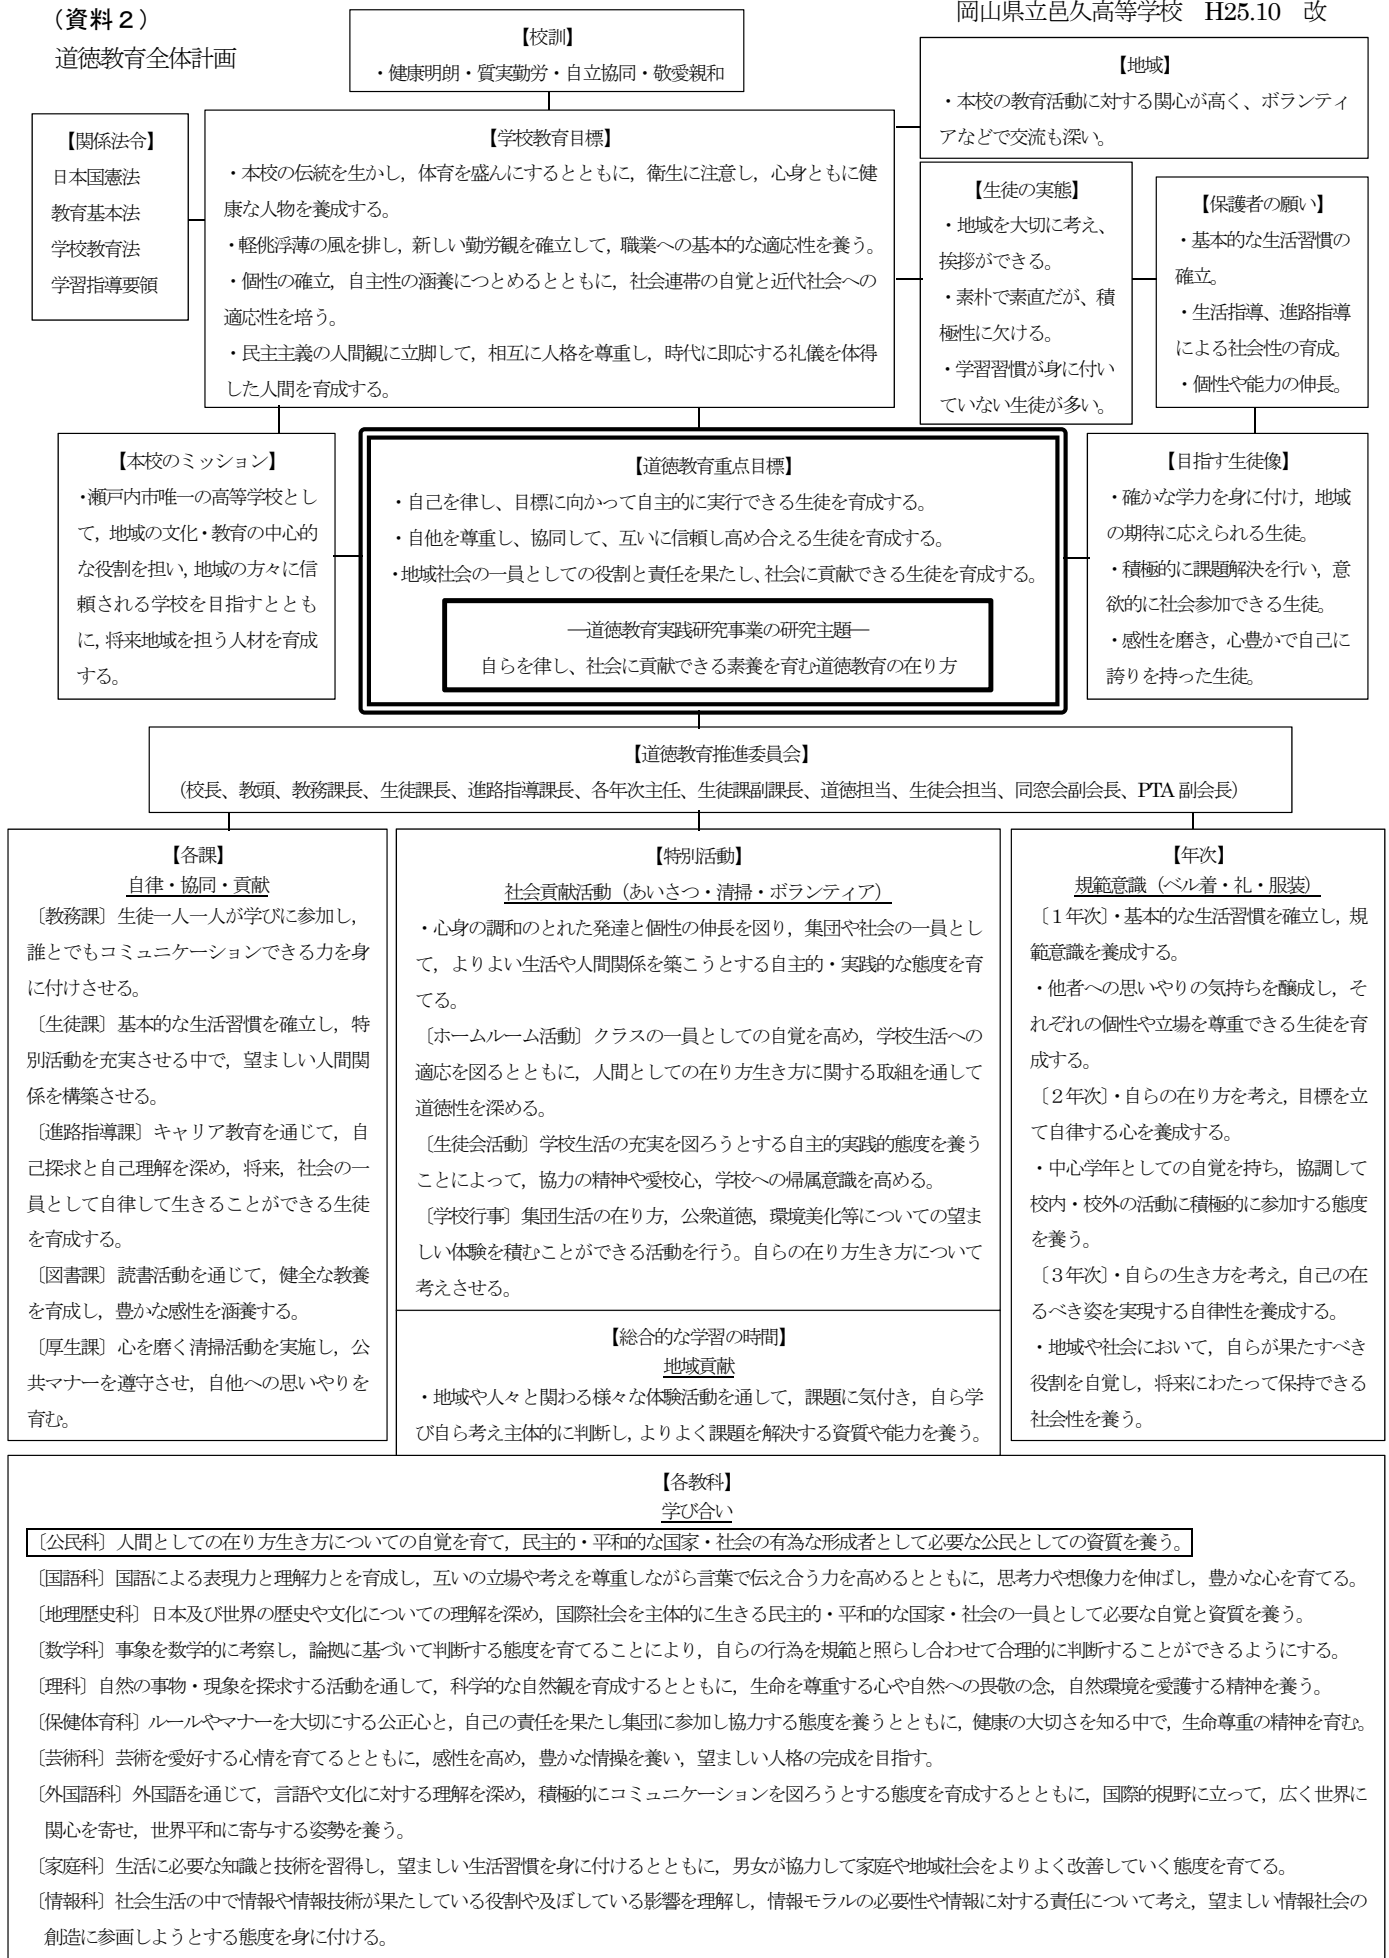 （資料２）
岡山県立邑久高等学校　H25.10　改
道徳教育全体計画
【校訓】
・健康明朗・質実勤労・自立協同・敬愛親和
【地域】
・本校の教育活動に対する関心が高く、ボランティ
アなどで交流も深い。
【関係法令】
日本国憲法
教育基本法
学校教育法
学習指導要領
【学校教育目標】
・本校の伝統を生かし，体育を盛んにするとともに，衛生に注意し，心身ともに健
康な人物を養成する。
・軽佻浮薄の風を排し，新しい勤労観を確立して，職業への基本的な適応性を養う。
・個性の確立，自主性の涵養につとめるとともに，社会連帯の自覚と近代社会への
適応性を培う。
・民主主義の人間観に立脚して，相互に人格を尊重し，時代に即応する礼儀を体得
した人間を育成する。
【生徒の実態】
・地域を大切に考え、
挨拶ができる。
・素朴で素直だが、積
極性に欠ける。
・学習習慣が身に付い
ていない生徒が多い。
【保護者の願い】
・基本的な生活習慣の
確立。
・生活指導、進路指導
による社会性の育成。
・個性や能力の伸長。
【本校のミッション】
・瀬戸内市唯一の高等学校とし
て，地域の文化・教育の中心的
な役割を担い，地域の方々に信
頼される学校を目指すととも
に，将来地域を担う人材を育成
する。
【道徳教育重点目標】
・自己を律し、目標に向かって自主的に実行できる生徒を育成する。
・自他を尊重し、協同して、互いに信頼し高め合える生徒を育成する。
・地域社会の一員としての役割と責任を果たし、社会に貢献できる生徒を育成する。
―道徳教育実践研究事業の研究主題―
自らを律し、社会に貢献できる素養を育む道徳教育の在り方
【目指す生徒像】
・確かな学力を身に付け，地域
の期待に応えられる生徒。
・積極的に課題解決を行い，意
欲的に社会参加できる生徒。
・感性を磨き，心豊かで自己に
誇りを持った生徒。
【道徳教育推進委員会】
（校長、教頭、教務課長、生徒課長、進路指導課長、各年次主任、生徒課副課長、道徳担当、生徒会担当、同窓会副会長、PTA 副会長）
【各課】
自律・協同・貢献
〔教務課〕生徒一人一人が学びに参加し，
誰とでもコミュニケーションできる力を身
に付けさせる。
〔生徒課〕基本的な生活習慣を確立し，特
別活動を充実させる中で，望ましい人間関
係を構築させる。
〔進路指導課〕キャリア教育を通じて，自
己探求と自己理解を深め，将来，社会の一
員として自律して生きることができる生徒
を育成する。
〔図書課〕読書活動を通じて，健全な教養
を育成し，豊かな感性を涵養する。
〔厚生課〕心を磨く清掃活動を実施し，公
共マナーを遵守させ，自他への思いやりを
育む。
【特別活動】
社会貢献活動（あいさつ・清掃・ボランティア）
・心身の調和のとれた発達と個性の伸長を図り，集団や社会の一員とし
て，よりよい生活や人間関係を築こうとする自主的・実践的な態度を育
てる。
〔ホームルーム活動〕クラスの一員としての自覚を高め，学校生活への
適応を図るとともに，人間としての在り方生き方に関する取組を通して
道徳性を深める。
〔生徒会活動〕学校生活の充実を図ろうとする自主的実践的態度を養う
ことによって，協力の精神や愛校心，学校への帰属意識を高める。
〔学校行事〕集団生活の在り方，公衆道徳，環境美化等についての望ま
しい体験を積むことができる活動を行う。自らの在り方生き方について
考えさせる。
【総合的な学習の時間】
地域貢献
・地域や人々と関わる様々な体験活動を通して，課題に気付き，自ら学
び自ら考え主体的に判断し，よりよく課題を解決する資質や能力を養う。
【年次】
規範意識（ベル着・礼・服装）
〔１年次〕・基本的な生活習慣を確立し，規
範意識を養成する。
・他者への思いやりの気持ちを醸成し，そ
れぞれの個性や立場を尊重できる生徒を育
成する。
〔２年次〕・自らの在り方を考え，目標を立
て自律する心を養成する。
・中心学年としての自覚を持ち，協調して
校内・校外の活動に積極的に参加する態度
を養う。
〔３年次〕・自らの生き方を考え，自己の在
るべき姿を実現する自律性を養成する。
・地域や社会において，自らが果たすべき
役割を自覚し，将来にわたって保持できる
社会性を養う。
【各教科】
学び合い
〔公民科〕人間としての在り方生き方についての自覚を育て，民主的・平和的な国家・社会の有為な形成者として必要な公民としての資質を養う。
〔国語科〕国語による表現力と理解力とを育成し，互いの立場や考えを尊重しながら言葉で伝え合う力を高めるとともに，思考力や想像力を伸ばし，豊かな心を育てる。
〔地理歴史科〕日本及び世界の歴史や文化についての理解を深め，国際社会を主体的に生きる民主的・平和的な国家・社会の一員として必要な自覚と資質を養う。
〔数学科〕事象を数学的に考察し，論拠に基づいて判断する態度を育てることにより，自らの行為を規範と照らし合わせて合理的に判断することができるようにする。
〔理科〕自然の事物・現象を探求する活動を通して，科学的な自然観を育成するとともに，生命を尊重する心や自然への畏敬の念，自然環境を愛護する精神を養う。
〔保健体育科〕ルールやマナーを大切にする公正心と，自己の責任を果たし集団に参加し協力する態度を養うとともに，健康の大切さを知る中で，生命尊重の精神を育む。
〔芸術科〕芸術を愛好する心情を育てるとともに，感性を高め，豊かな情操を養い，望ましい人格の完成を目指す。
〔外国語科〕外国語を通じて，言語や文化に対する理解を深め，積極的にコミュニケーションを図ろうとする態度を育成するとともに，国際的視野に立って，広く世界に
関心を寄せ，世界平和に寄与する姿勢を養う。
〔家庭科〕生活に必要な知識と技術を習得し，望ましい生活習慣を身に付けるとともに，男女が協力して家庭や地域社会をよりよく改善していく態度を育てる。
〔情報科〕社会生活の中で情報や情報技術が果たしている役割や及ぼしている影響を理解し，情報モラルの必要性や情報に対する責任について考え，望ましい情報社会の
創造に参画しようとする態度を身に付ける。